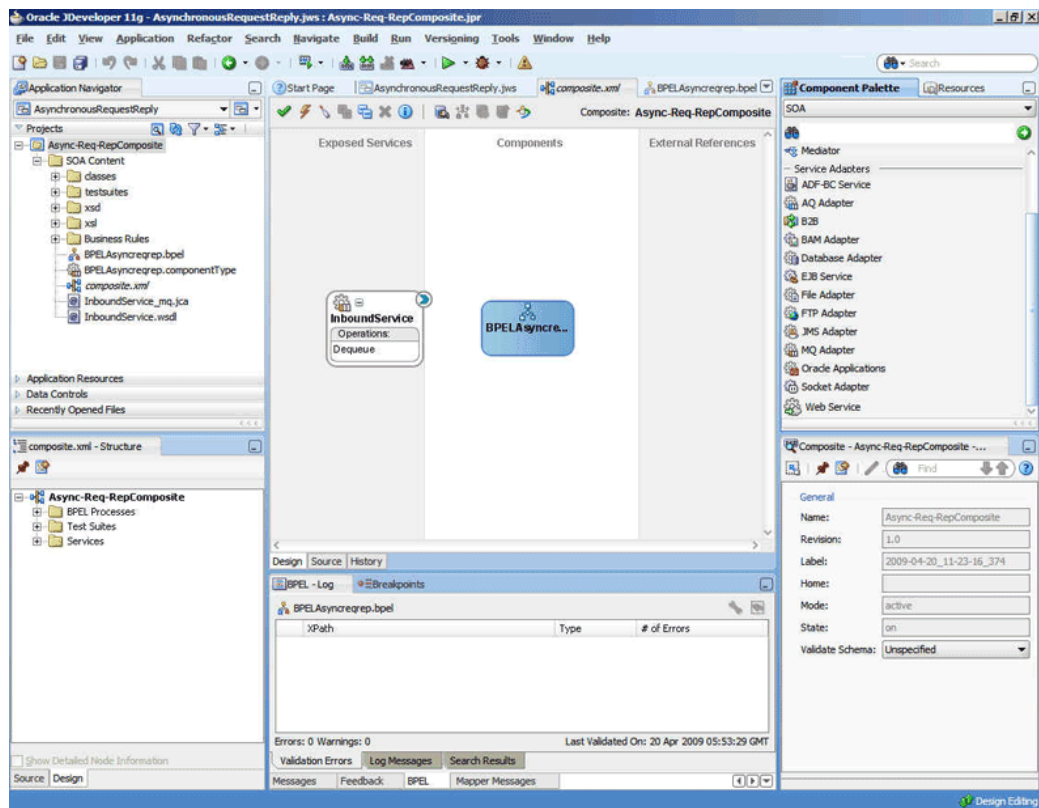 Oracle JDeveloper 11g - AsynchronousRequestReply.jws : Async-Req-RepComposite.jpr
File Edit View Application Refactor Search Navigate Build Run Versioning Tools Window Help
Search
Application Navigator
AsynchronousRequestReply
Projects
Async-Req-RepComposite
SOA Content
classes
testsuites
xsd
xsl
Business Rules
BPELAsyncreqrep.bpel
BPELAsyncreqrep.componentType
composite.xml
InboundService_mq.jca
InboundService.wsdl
Application Resources
Data Controls
Recently Opened Files
composite.xml - Structure
Async-Req-RepComposite
BPEL Processes
Test Suites
Services
Show Detailed Node Information
Source Design
Start Page AsynchronousRequestReply.jws composite.xml BPELAsyncreqrep.bpel
Composite: Async-Req-RepComposite
Exposed Services Components External References
InboundService
Operations:
Dequeue
BPELAsyncre...
Design Source History
BPEL - Log Breakpoints
BPELAsyncreqrep.bpel
XPath Type # of Errors
Errors: 0 Warnings: 0 Last Validated On: 20 Apr 2009 05:53:29 GMT
Validation Errors Log Messages Search Results
Messages Feedback BPEL Mapper Messages
Component Palette Resources
SOA
Mediator
Service Adapters
ADF-BC Service
AQ Adapter
B2B
BAM Adapter
Database Adapter
EJB Service
File Adapter
FTP Adapter
JMS Adapter
MQ Adapter
Oracle Applications
Socket Adapter
Web Service
Composite - Async-Req-RepComposite -...
Find
General
Name: Async-Req-RepComposite
Revision: 1.0
Label: 2009-04-20_11-23-16_374
Home:
Mode: active
State: on
Validate Schema: Unspecified
Design Editing